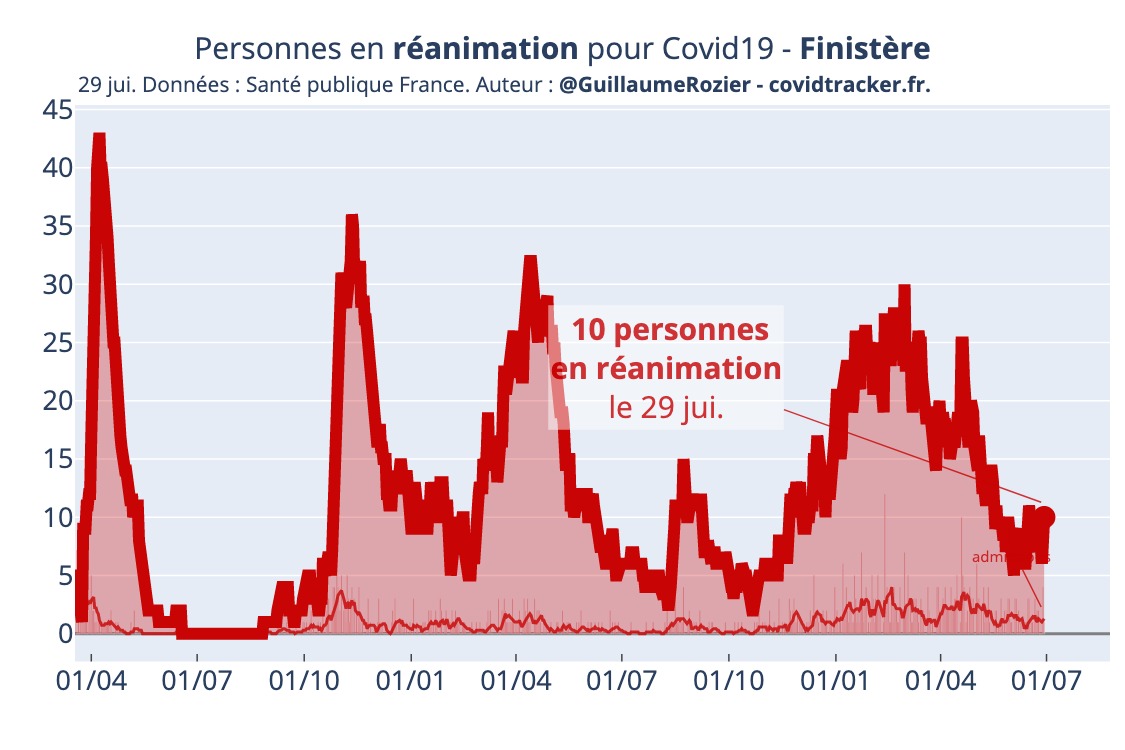 Personnes en réanimation pour Covid19 - Finistère
29 jui. Données : Santé publique France. Auteur : @GuillaumeRozier - covidtracker.fr.
45
40
35
30
25
20
15
10
5
0
10 personnes
en réanimation
le 29 jui.
01/04 01/07 01/10 01/01 01/04 01/07 01/10 01/01 01/04 01/07